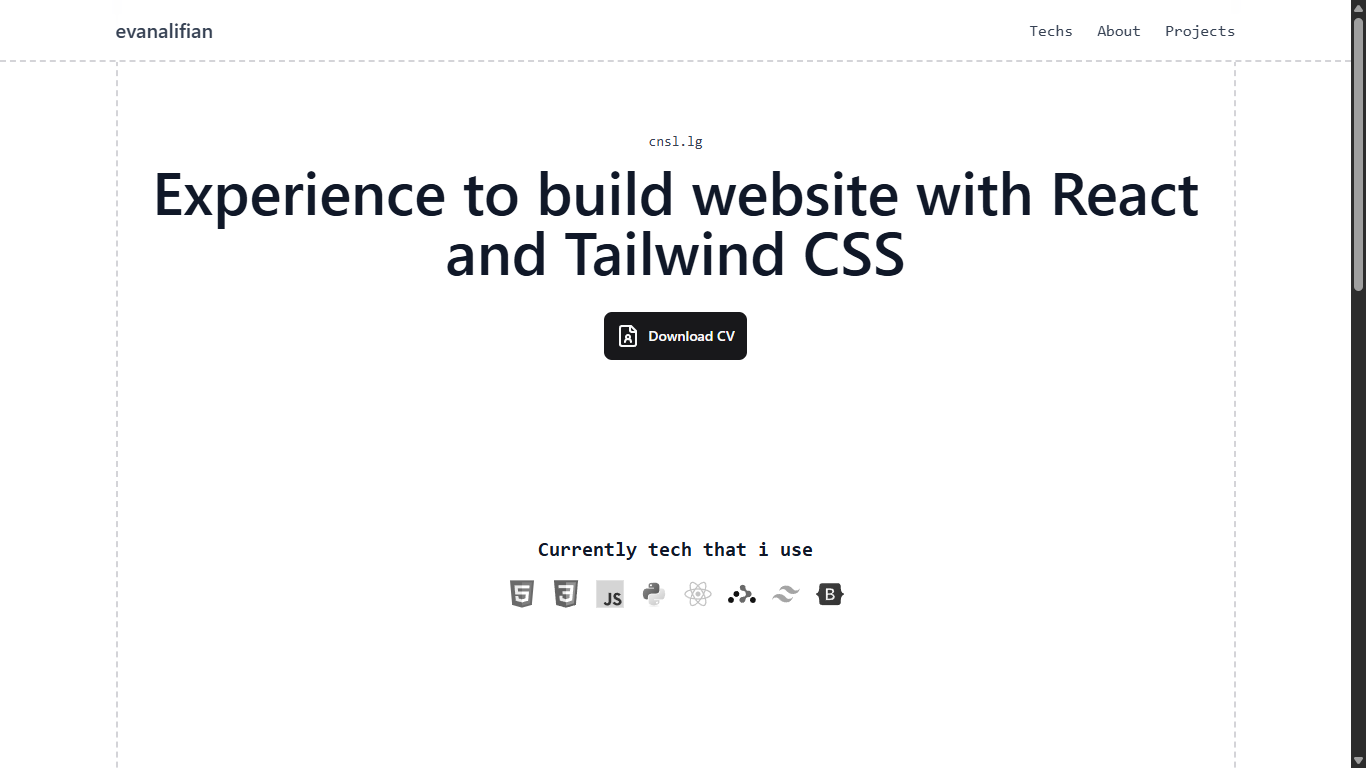 evanalifian
Techs About Projects
cnsl.lg
Experience to build website with React
and Tailwind CSS
Download CV
Currently tech that i use
5 3 JS B